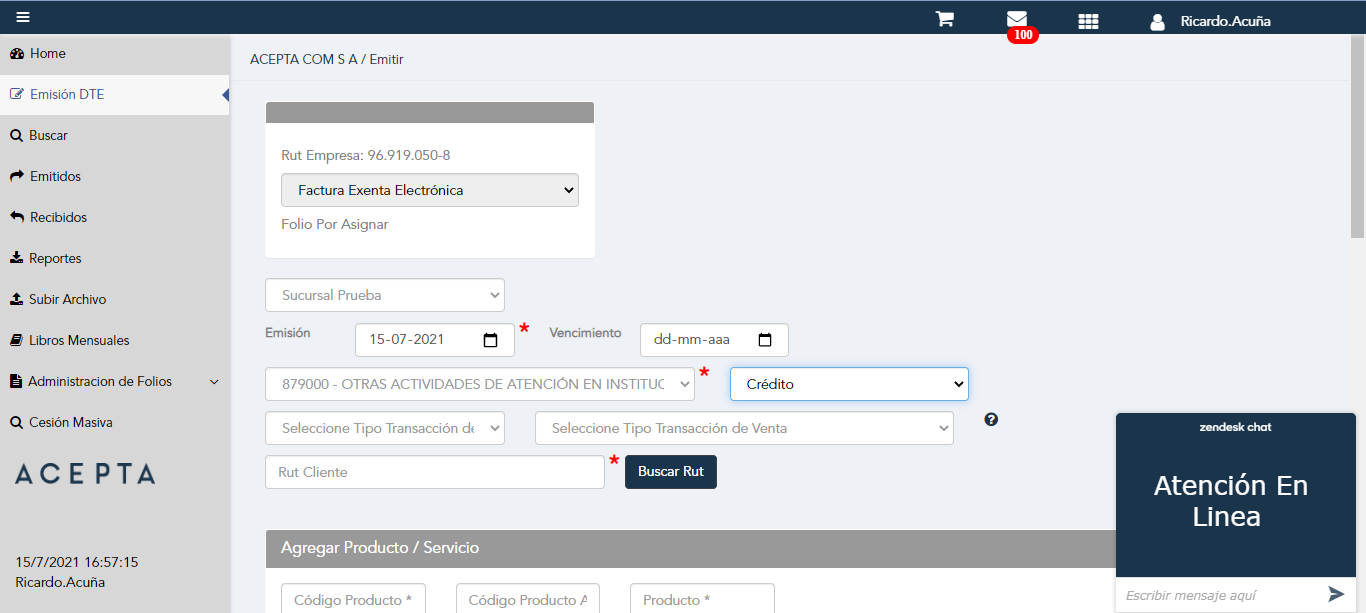 100
Ricardo.Acuña
Home
Emisión DTE
Buscar
Emitidos
Recibidos
Reportes
Subir Archivo
Libros Mensuales
Administracion de Folios
Cesión Masiva
ACEPTA
15/7/2021 16:57:15
Ricardo.Acuña
ACEPTA COM S A / Emitir
Rut Empresa: 96.919.050-8
Factura Exenta Electrónica
Folio Por Asignar
Sucursal Prueba
Emisión 15-07-2021 * Vencimiento dd-mm-aaa
879000 - OTRAS ACTIVIDADES DE ATENCIÓN EN INSTITUC * Crédito
Seleccione Tipo Transacción de Seleccione Tipo Transacción de Venta ?
Rut Cliente * Buscar Rut
Agregar Producto / Servicio
Código Producto * Código Producto A Producto *
zendesk chat
Atención En
Linea
Escribir mensaje aquí